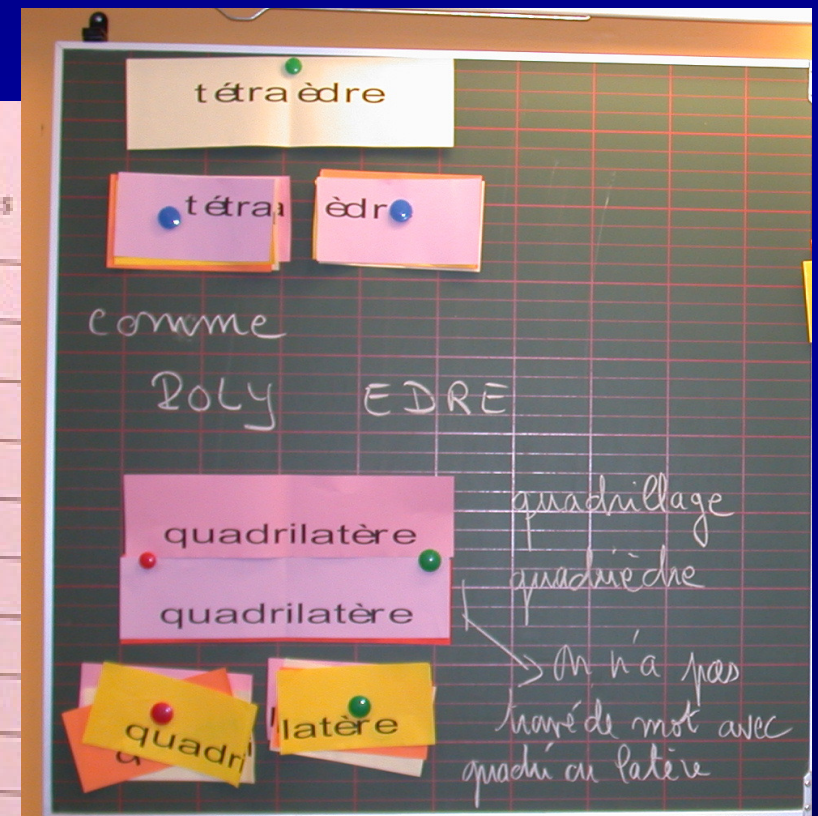 tétraèdre
tétra èdr
comme
POLY EDRE
quadrilatère
quadrilatère
quadrillage
quadrièdre
On n'a pas
trouvé de mot avec
quadri ou latère
quadri latère